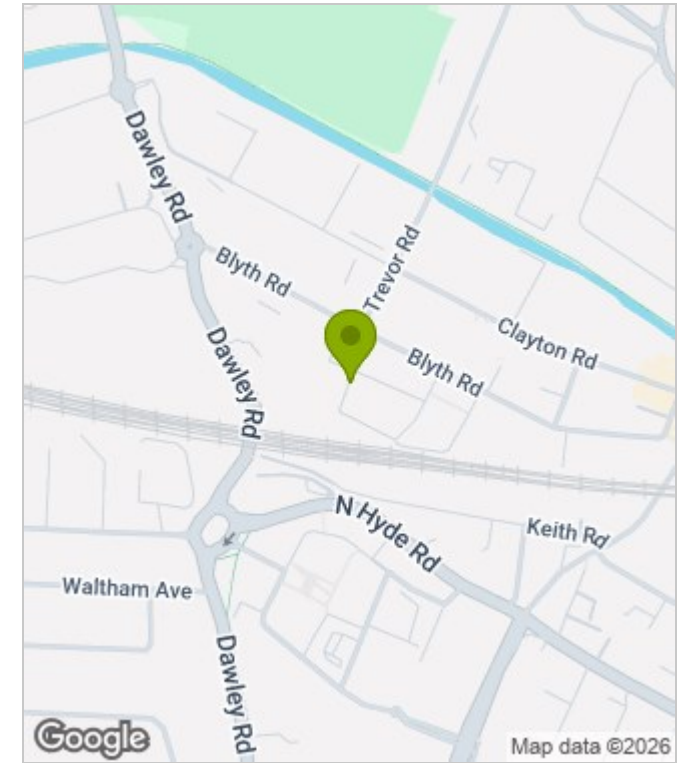 Dawley Rd
Trevor Rd
Blyth Rd
Clayton Rd
Dawley Rd
Blyth Rd
N Hyde Rd
Keith Rd
Waltham Ave
Dawley Rd
Google
Map data ©2026